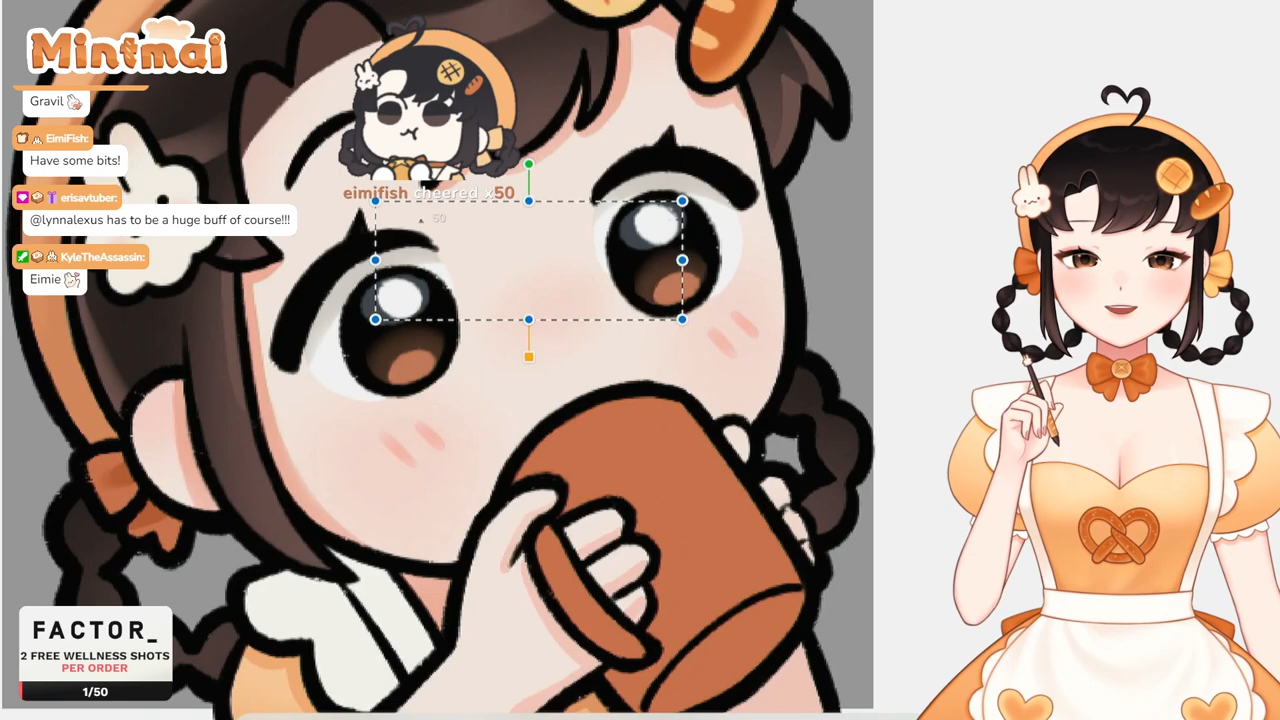 Mintmai
Gravil
EimiFish:
Have some bits!
erisavtuber:
@lynnalexus has to be a huge buff of course!!!
KyleTheAssassin:
Eimie
eimifish cheered x50
50
FACTOR_
2 FREE WELLNESS SHOTS
PER ORDER
1/50